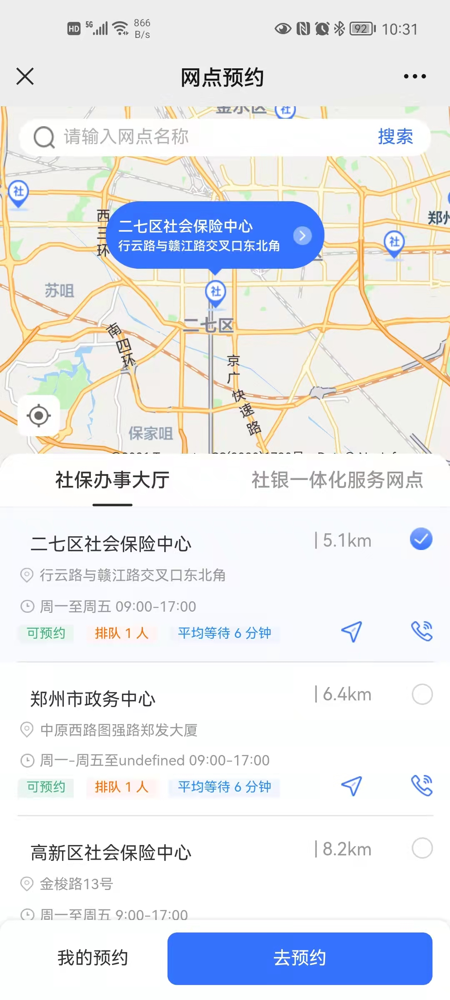 HD 5G 866 B/s 92 10:31
网点预约
金水区 社
请输入网点名称 搜索
社
西三环
郑州
二七区社会保险中心
行云路与赣江路交叉口东北角
社
苏咀
社
二七区
南四环
京广快速路
保家咀
社保办事大厅 社银一体化服务网点
二七区社会保险中心 | 5.1km
行云路与赣江路交叉口东北角
周一至周五 09:00-17:00
可预约 排队 1 人 平均等待 6 分钟
郑州市政务中心 | 6.4km
中原西路图强路郑发大厦
周一-周五至undefined 09:00-17:00
可预约 排队 1 人 平均等待 6 分钟
高新区社会保险中心 | 8.2km
金梭路13号
周一至周五 9:00-17:00
我的预约 去预约